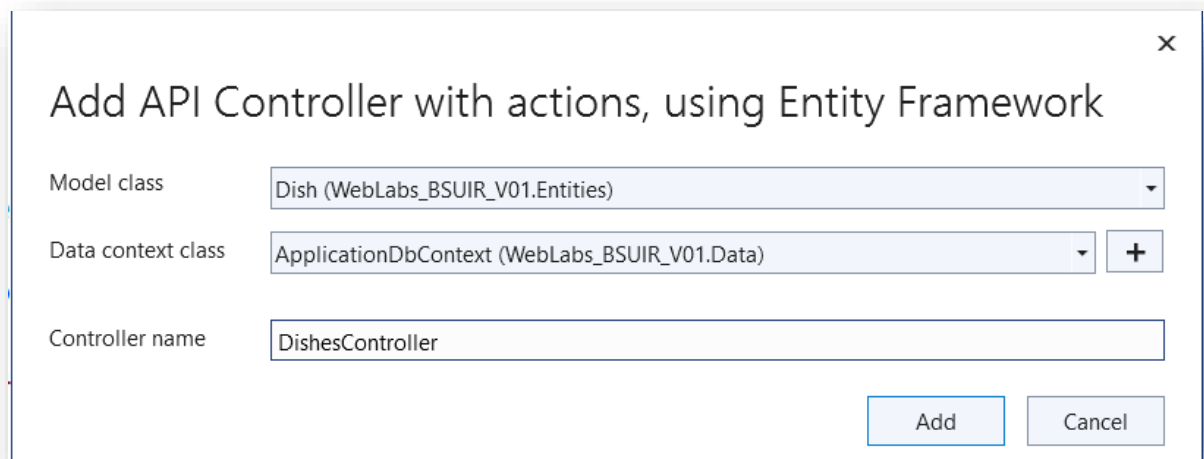 Add API Controller with actions, using Entity Framework
Model class
Dish (WebLabs_BSUIR_V01.Entities)
Data context class
ApplicationDbContext (WebLabs_BSUIR_V01.Data)
Controller name
DishesController
Add
Cancel